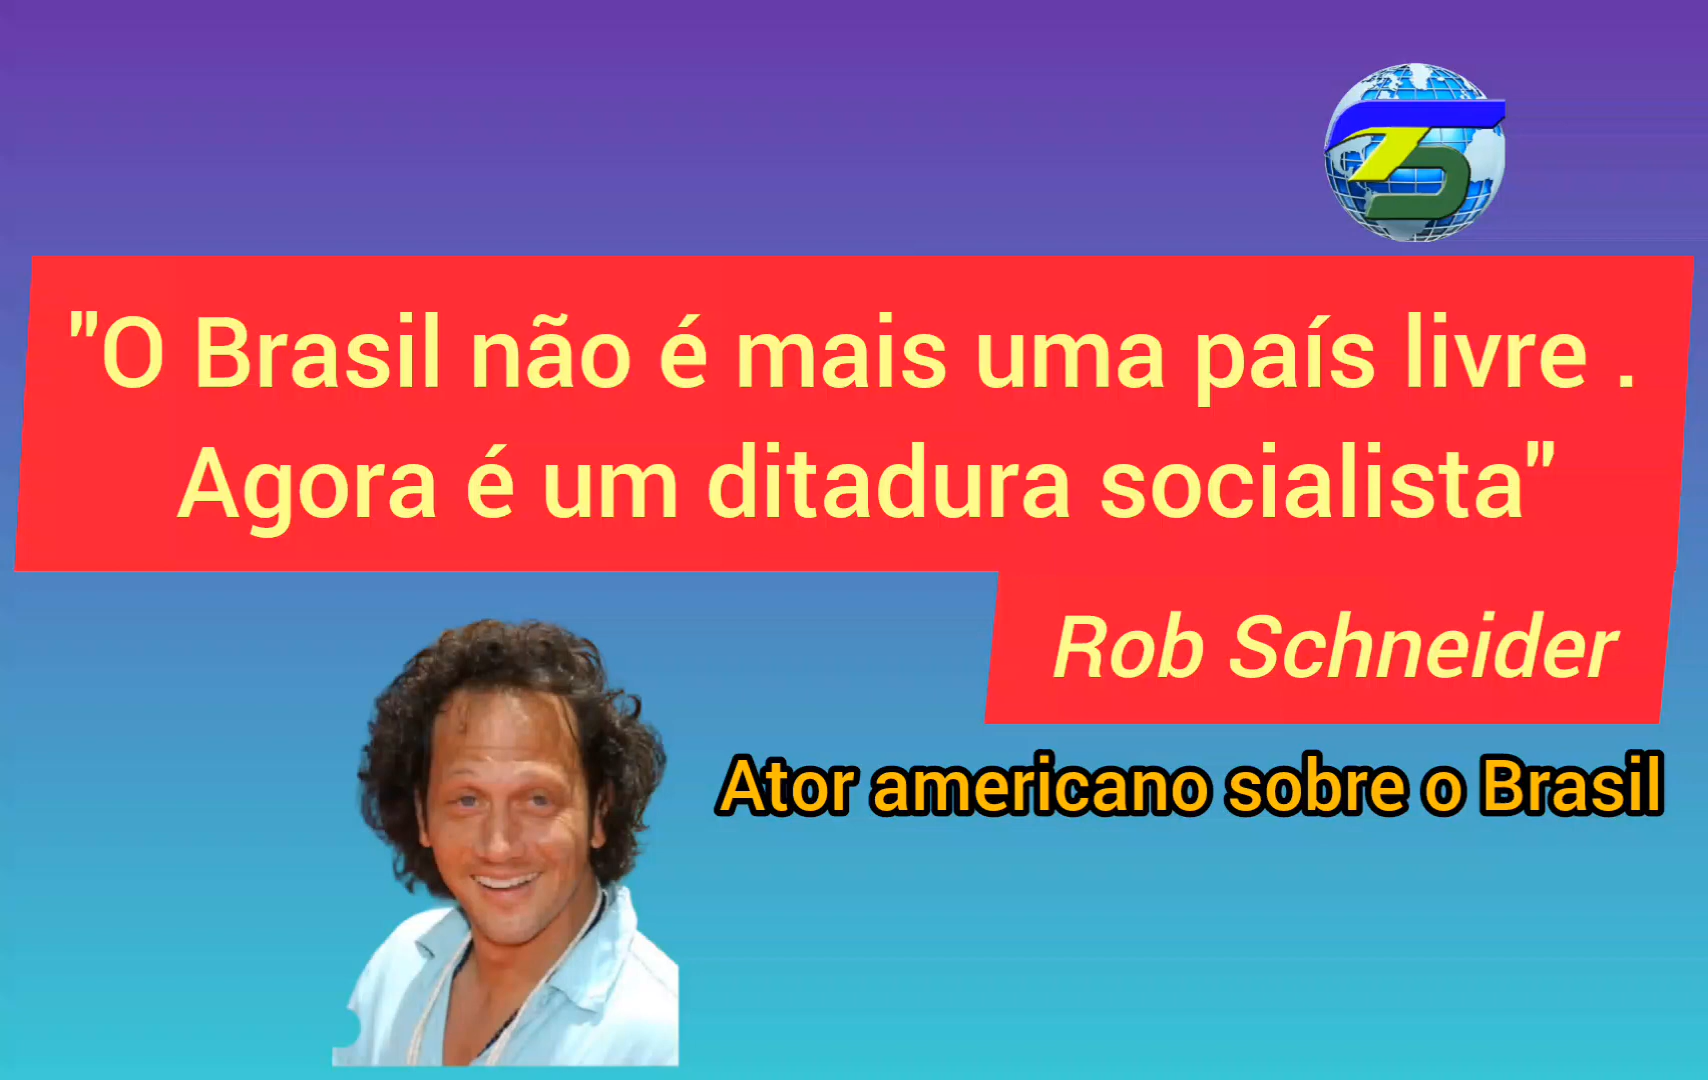 "O Brasil não é mais uma país livre .
Agora é um ditadura socialista"
Rob Schneider
Ator americano sobre o Brasil